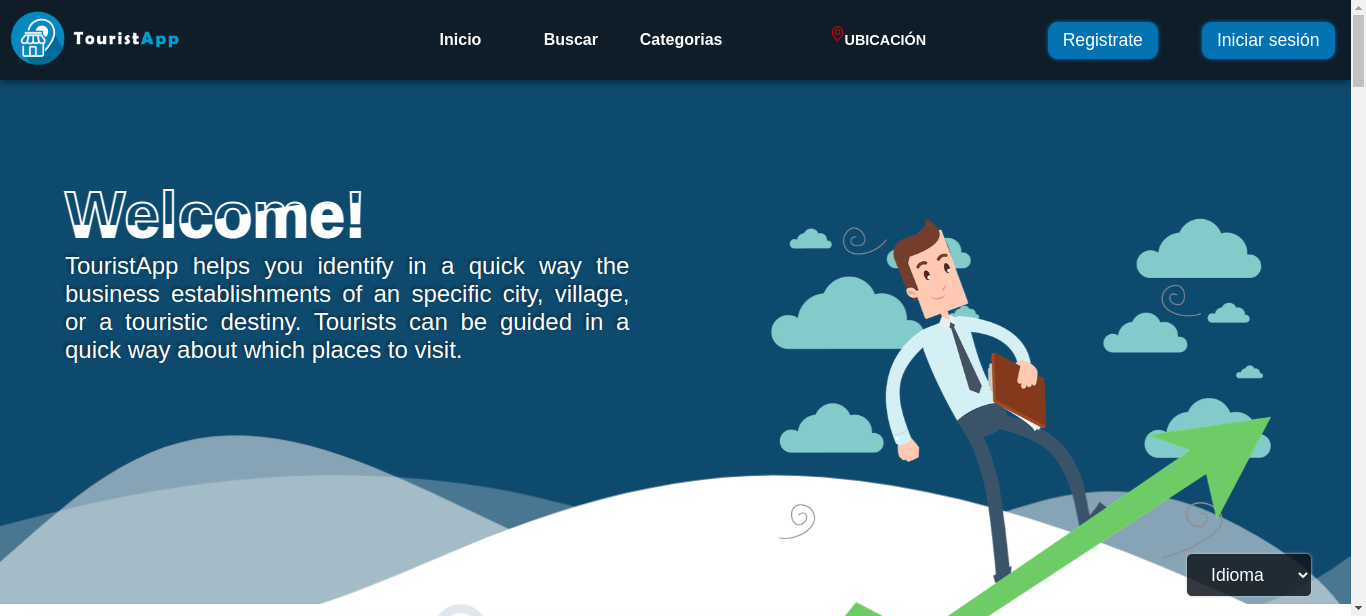 TouristApp
Inicio
Buscar
Categorias
UBICACIÓN
Registrate
Iniciar sesión
Welcome!
TouristApp helps you identify in a quick way the
business establishments of an specific city, village,
or a touristic destiny. Tourists can be guided in a
quick way about which places to visit.
Idioma